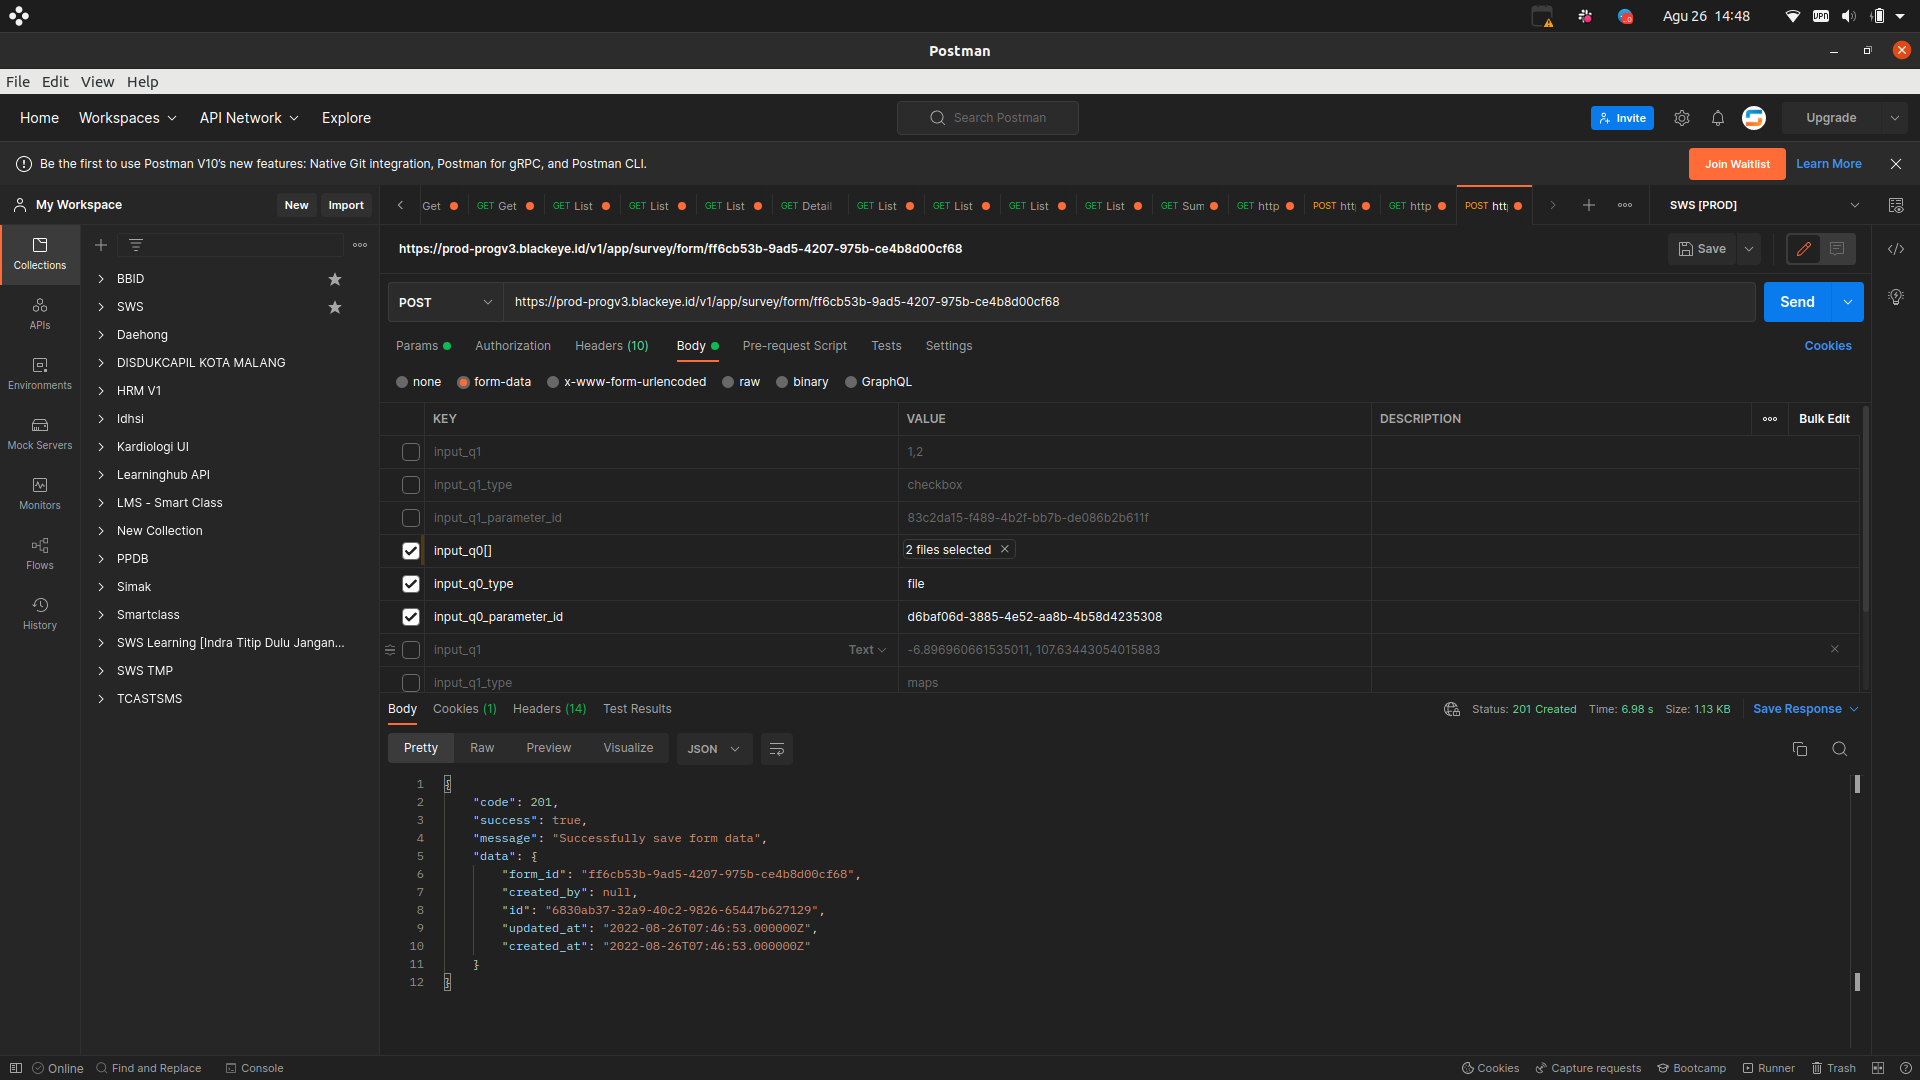 Agu 26 14:48
VPN
Postman
File Edit View Help
Home Workspaces API Network Explore
Search Postman
Invite
Upgrade
Be the first to use Postman V10's new features: Native Git integration, Postman for gRPC, and Postman CLI.
Join Waitlist
Learn More
My Workspace
New
Import
GET Get
GET List
GET List
GET List
GET Detail
GET List
GET List
GET List
GET List
GET Sum
GET http
POST htt
GET http
POST htt
SWS [PROD]
Collections
APIs
Environments
Mock Servers
Monitors
Flows
History
BBID
SWS
Daehong
DISDUKCAPIL KOTA MALANG
HRM V1
Idhsi
Kardiologi UI
Learninghub API
LMS - Smart Class
New Collection
PPDB
Simak
Smartclass
SWS Learning [Indra Titip Dulu Jangan...
SWS TMP
TCASTSMS
https://prod-progv3.blackeye.id/v1/app/survey/form/ff6cb53b-9ad5-4207-975b-ce4b8d00cf68
Save
POST
https://prod-progv3.blackeye.id/v1/app/survey/form/ff6cb53b-9ad5-4207-975b-ce4b8d00cf68
Send
Params Authorization Headers (10) Body Pre-request Script Tests Settings
Cookies
none form-data x-www-form-urlencoded raw binary GraphQL
KEY VALUE DESCRIPTION Bulk Edit
input_q1 1,2
input_q1_type checkbox
input_q1_parameter_id 83c2da15-f489-4b2f-bb7b-de086b2b611f
input_q0[] 2 files selected
input_q0_type file
input_q0_parameter_id d6baf06d-3885-4e52-aa8b-4b58d4235308
input_q1 Text -6.896960661535011, 107.63443054015883
input_q1_type maps
Body Cookies (1) Headers (14) Test Results
Status: 201 Created Time: 6.98 s Size: 1.13 KB Save Response
Pretty Raw Preview Visualize JSON
1 {
2 "code": 201,
3 "success": true,
4 "message": "Successfully save form data",
5 "data": {
6 "form_id": "ff6cb53b-9ad5-4207-975b-ce4b8d00cf68",
7 "created_by": null,
8 "id": "6830ab37-32a9-40c2-9826-65447b627129",
9 "updated_at": "2022-08-26T07:46:53.000000Z",
10 "created_at": "2022-08-26T07:46:53.000000Z"
11 }
12 }
Online Find and Replace Console
Cookies Capture requests Bootcamp Runner Trash